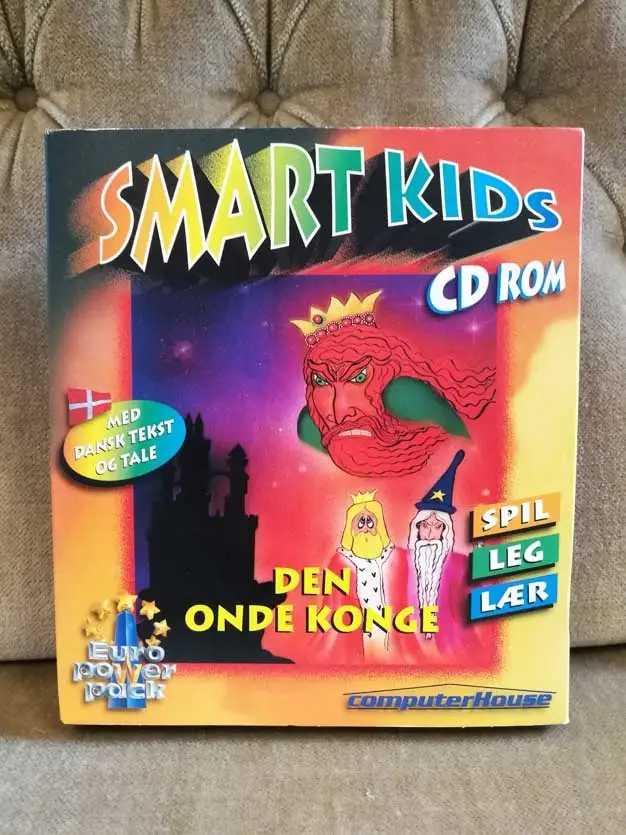 SMART KIDS
CD ROM
MED
DANSK TEKST
OG TALE
SPIL
LEG
LÆR
DEN
ONDE KONGE
Euro
power
pack
computerHouse